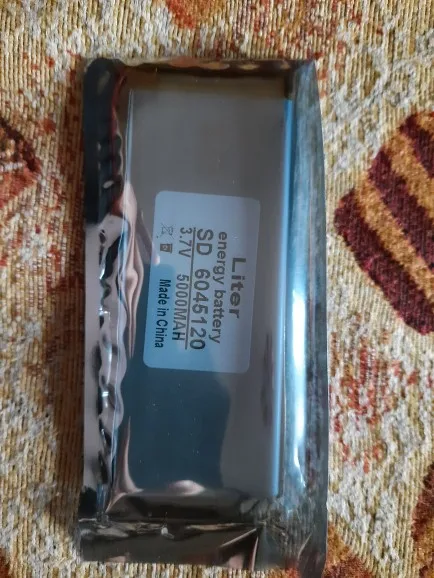 Liter
energy battery
SD 6045120
3.7V 5000MAH
Made in China